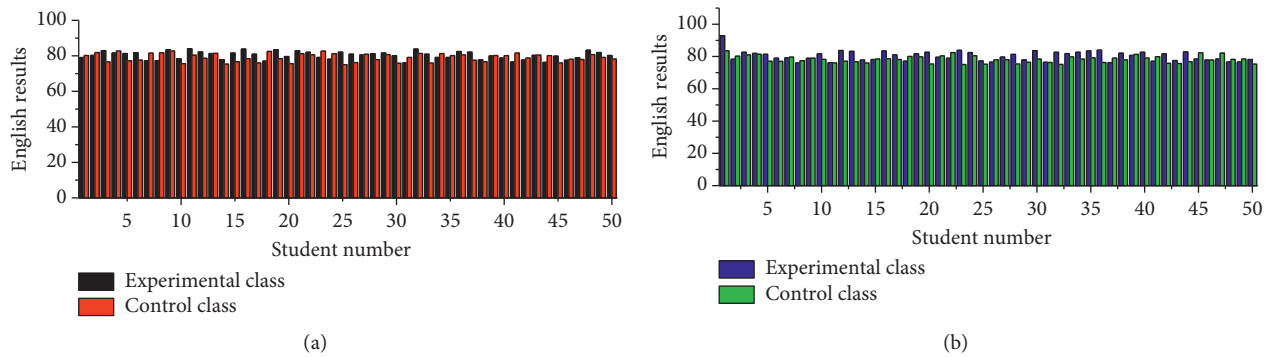 100
80
60
40
20
0
English results
5 10 15 20 25 30 35 40 45 50
Student number
Experimental class
Control class
(a)
100
80
60
40
20
0
English results
5 10 15 20 25 30 35 40 45 50
Student number
Experimental class
Control class
(b)